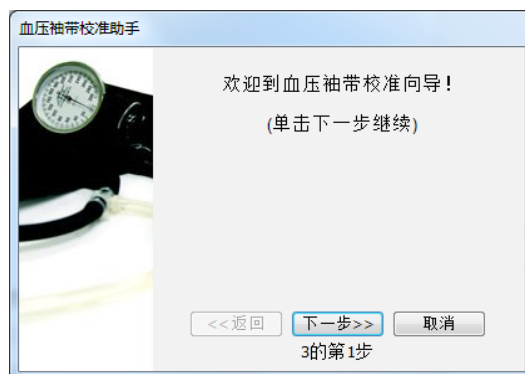 血压袖带校准助手
欢迎到血压袖带校准向导!
(单击下一步继续)
<<返回 下一步>> 取消
3的第1步